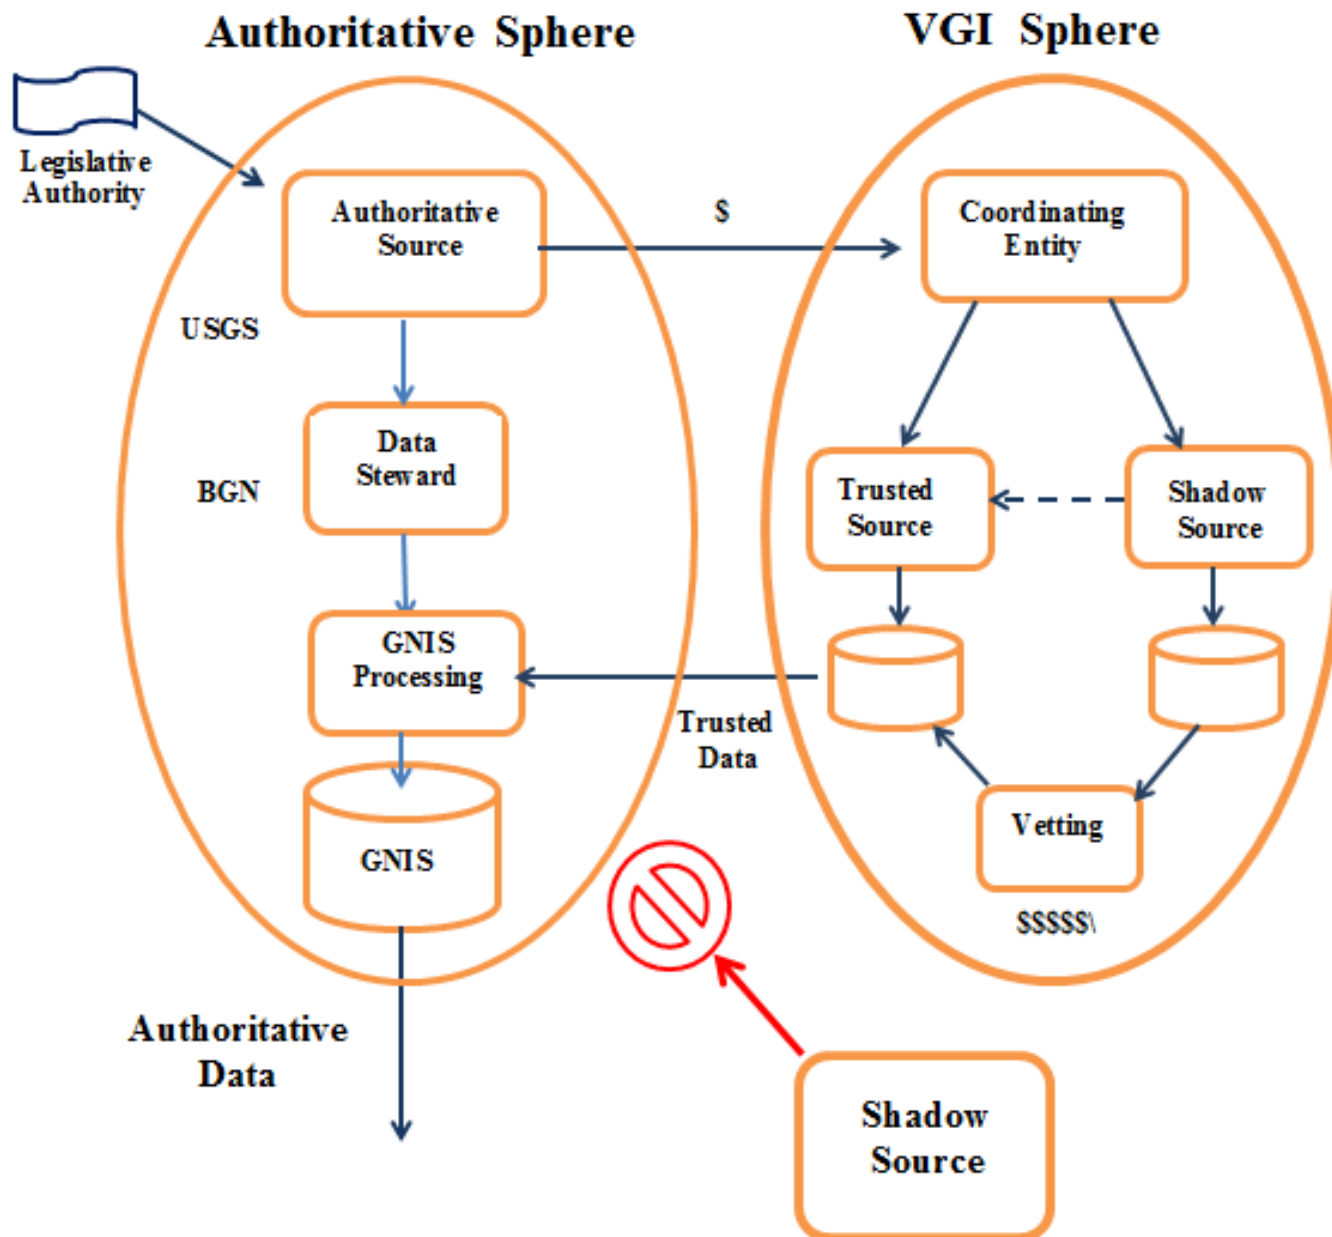 Authoritative Sphere
VGI Sphere
Legislative
Authority
Authoritative
Source
$
Coordinating
Entity
USGS
Data
Steward
BGN
Trusted
Source
Shadow
Source
GNIS
Processing
Trusted
Data
Vetting
GNIS
$$$$$\
Authoritative
Data
Shadow
Source